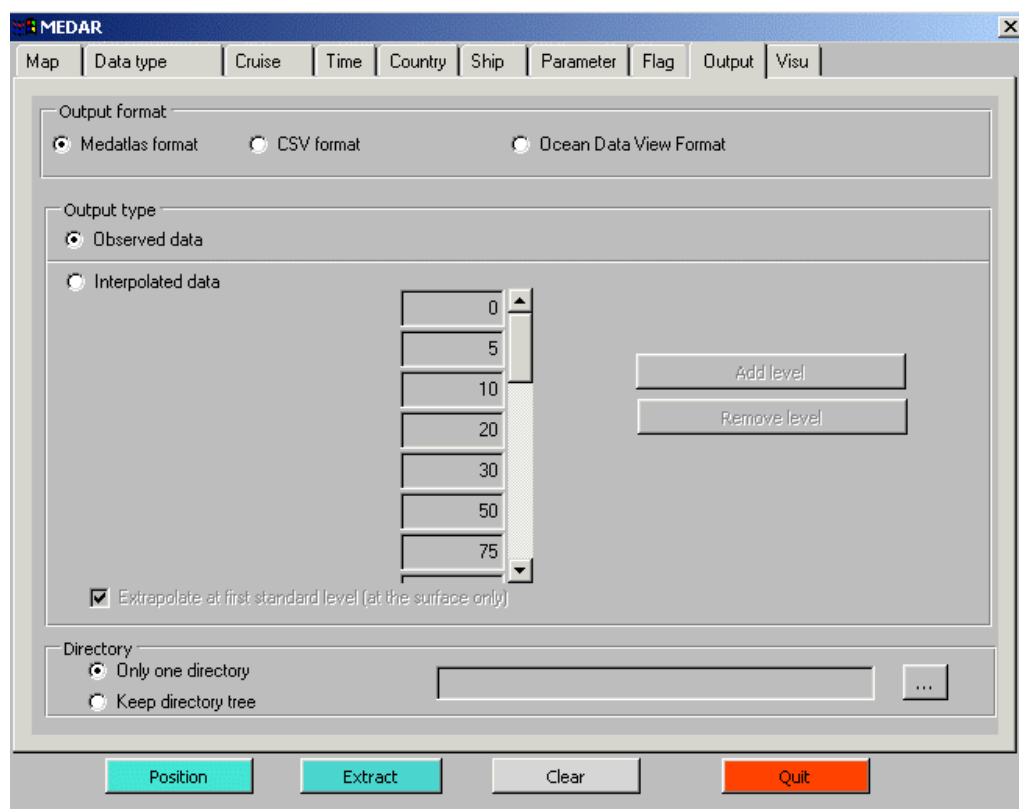 MEDAR
Map Data type Cruise Time Country Ship Parameter Flag Output Visu
Output format
Medatlas format CSV format Ocean Data View Format
Output type
Observed data
Interpolated data
0
5
10
20
30
50
75
Add level
Remove level
Extrapolate at first standard level (at the surface only)
Directory
Only one directory
Keep directory tree
...
Position Extract Clear Quit